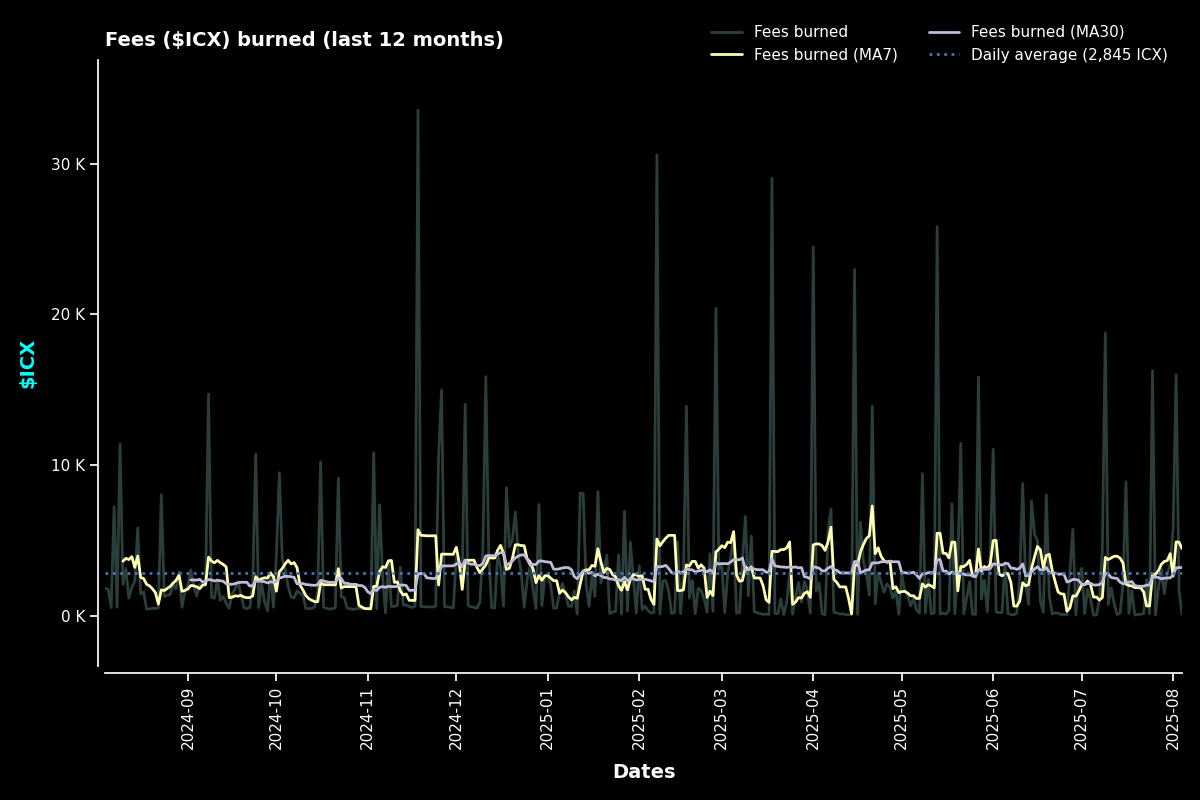 Fees ($ICX) burned (last 12 months)
Fees burned
Fees burned (MA7)
Fees burned (MA30)
Daily average (2,845 ICX)
$ICX
30 K
20 K
10 K
0 K
2024-09
2024-10
2024-11
2024-12
2025-01
2025-02
2025-03
2025-04
2025-05
2025-06
2025-07
2025-08
Dates